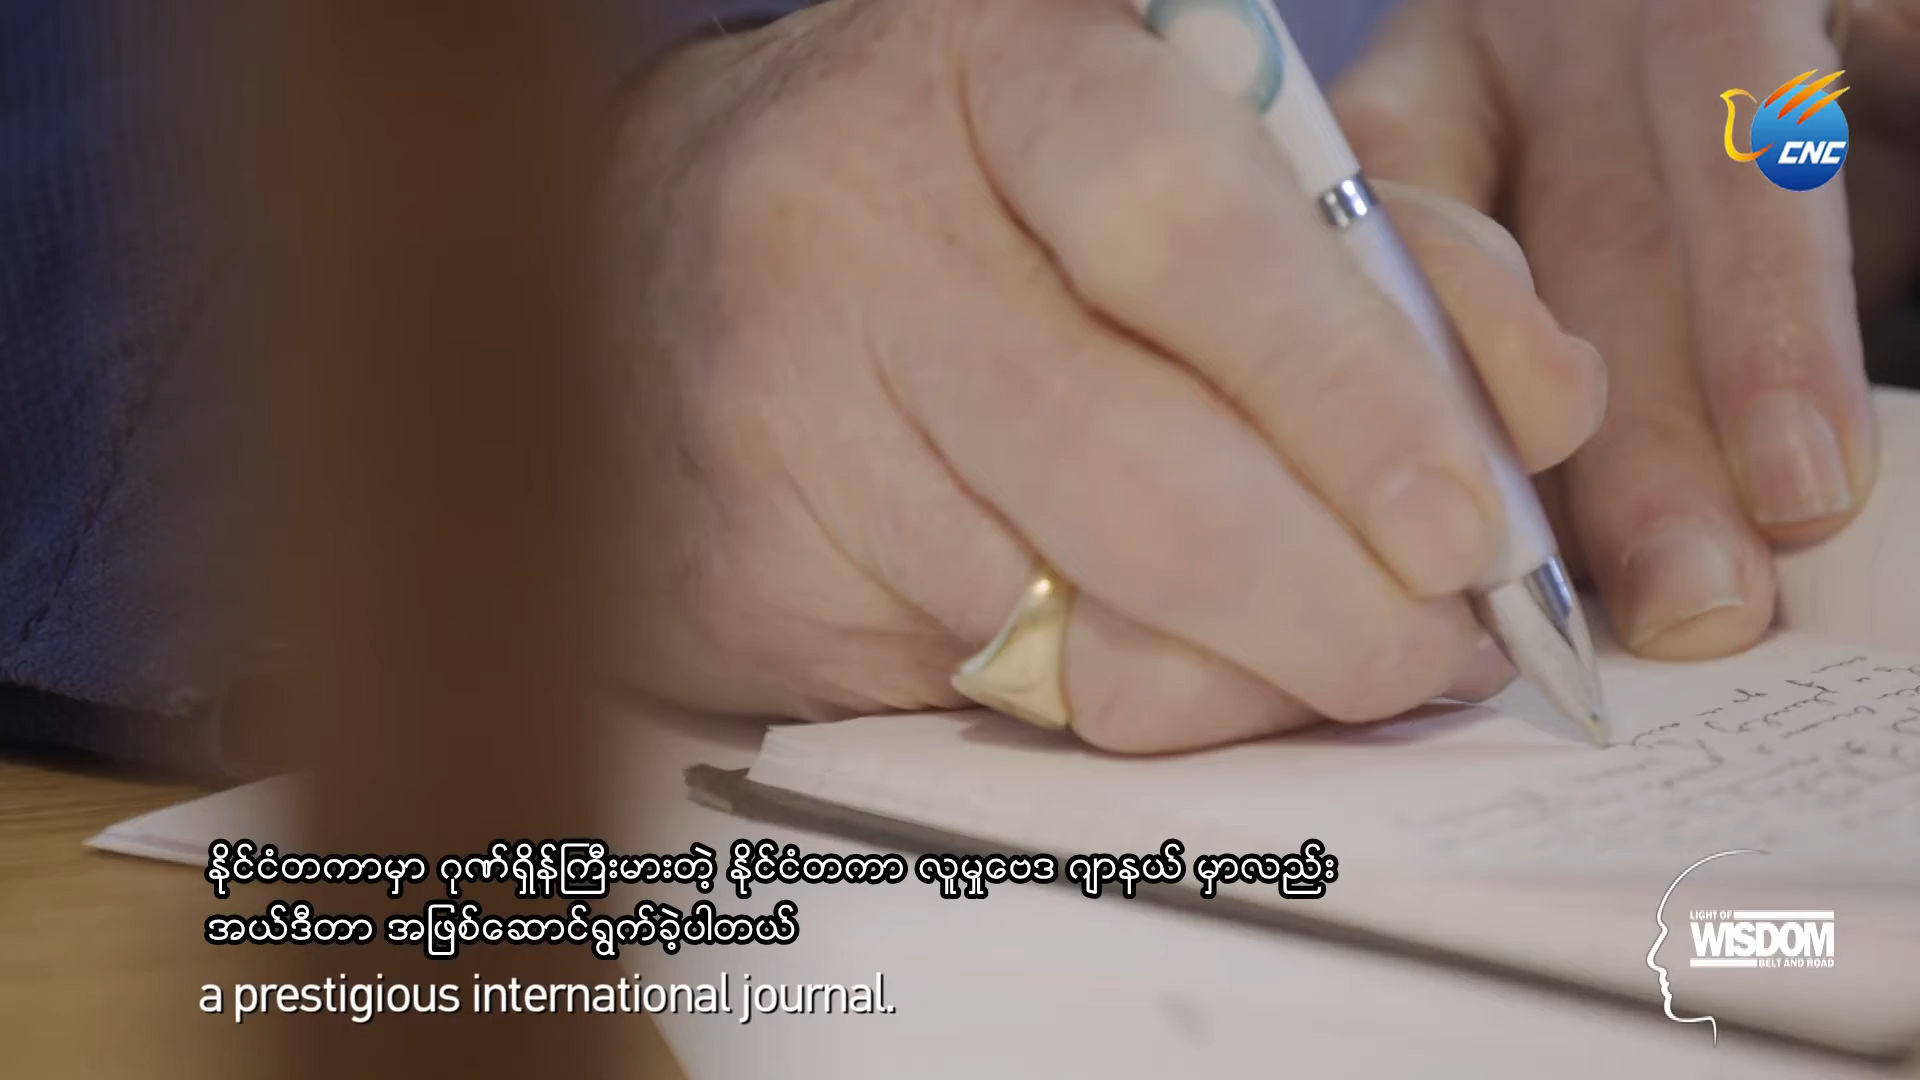 CNC
နိုင်ငံတကာမှာ ဂုဏ်ရှိန်ကြီးမားတဲ့ နိုင်ငံတကာ လူမှုဗေဒ ဂျာနယ် မှာလည်း
အယ်ဒီတာ အဖြစ်ဆောင်ရွက်ခဲ့ပါတယ်
a prestigious international journal.
LIGHT OF
WISDOM
BELT AND ROAD